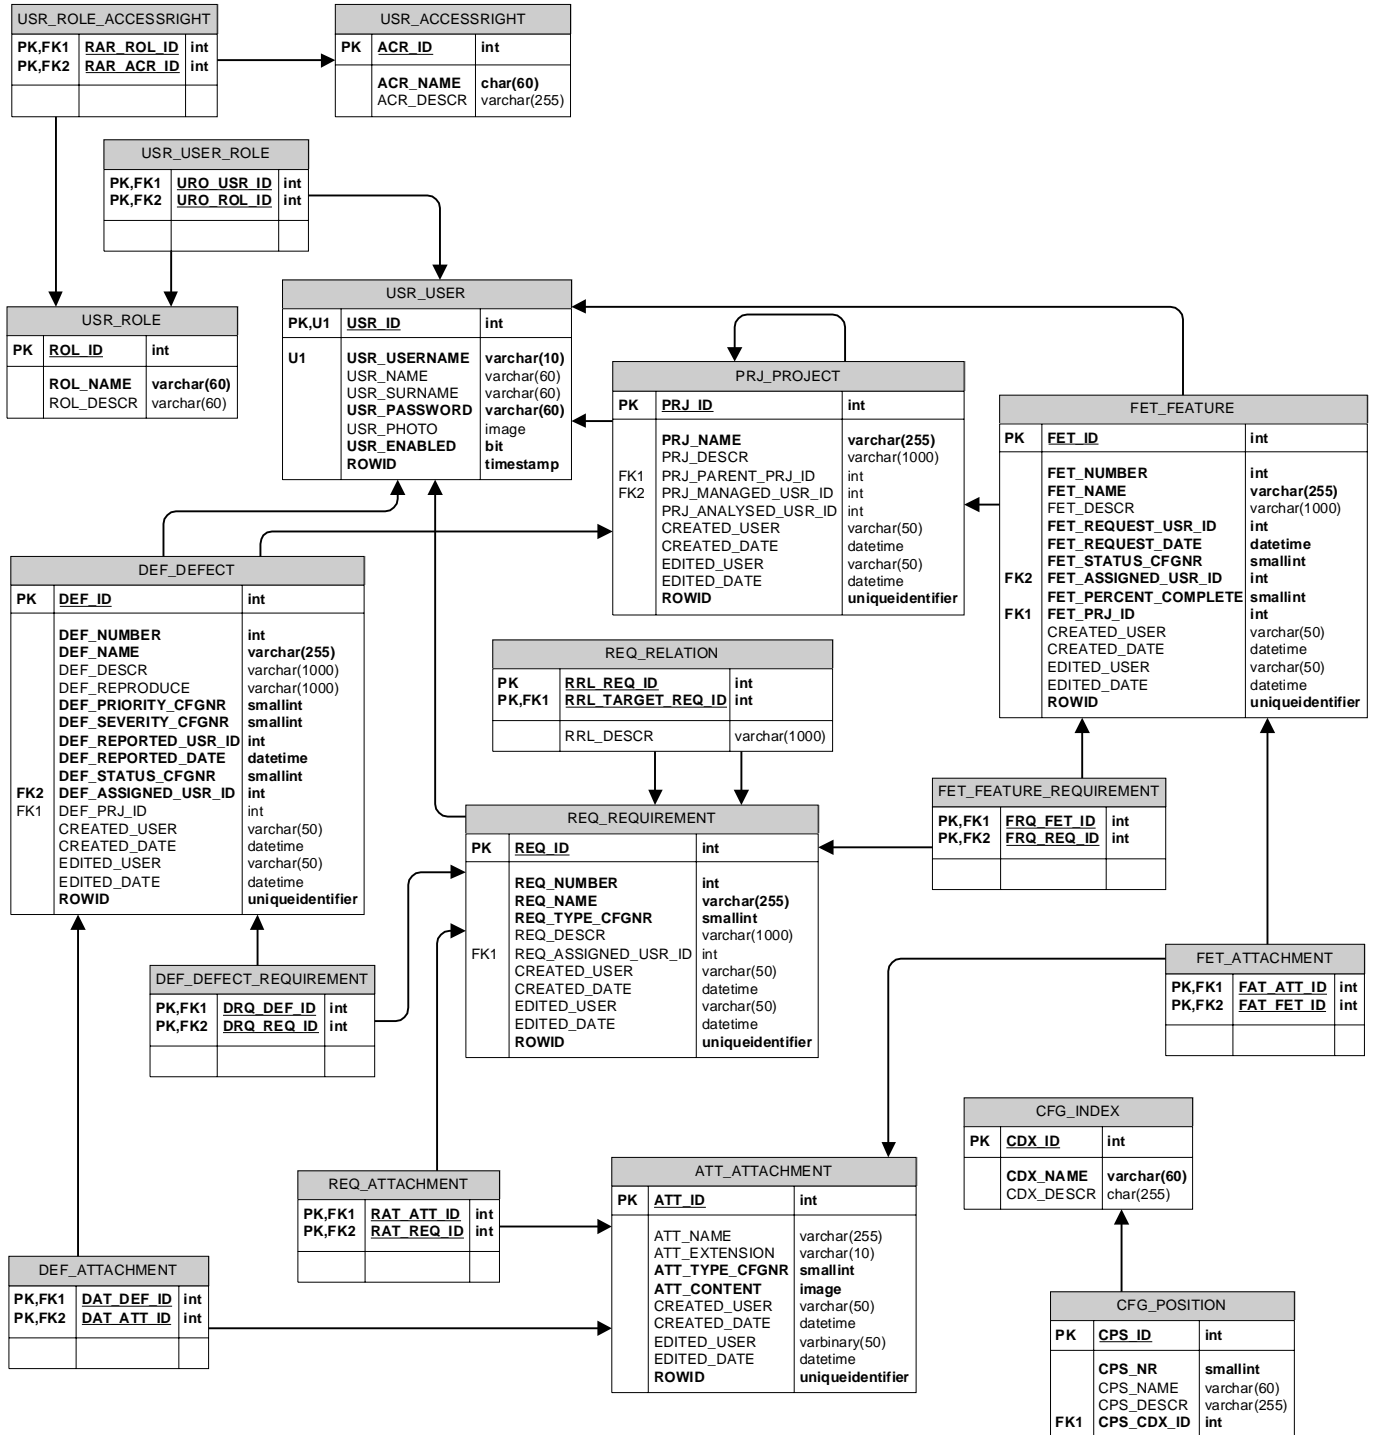 USR_ROLE_ACCESSRIGHT
PK,FK1 RAR_ROL_ID int
PK,FK2 RAR_ACR_ID int
USR_ACCESSRIGHT
PK ACR_ID int
ACR_NAME char(60)
ACR_DESCR varchar(255)
USR_USER_ROLE
PK,FK1 URO_USR_ID int
PK,FK2 URO_ROL_ID int
USR_ROLE
PK ROL_ID int
ROL_NAME varchar(60)
ROL_DESCR varchar(60)
USR_USER
PK,U1 USR_ID int
U1 USR_USERNAME varchar(10)
USR_NAME varchar(60)
USR_SURNAME varchar(60)
USR_PASSWORD varchar(60)
USR_PHOTO image
USR_ENABLED bit
ROWID timestamp
PRJ_PROJECT
PK PRJ_ID int
PRJ_NAME varchar(255)
PRJ_DESCR varchar(1000)
FK1 PRJ_PARENT_PRJ_ID int
FK2 PRJ_MANAGED_USR_ID int
PRJ_ANALYSED_USR_ID int
CREATED_USER varchar(50)
CREATED_DATE datetime
EDITED_USER varchar(50)
EDITED_DATE datetime
ROWID uniqueidentifier
FET_FEATURE
PK FET_ID int
FET_NUMBER int
FET_NAME varchar(255)
FET_DESCR varchar(1000)
FET_REQUEST_USR_ID int
FET_REQUEST_DATE datetime
FET_STATUS_CFGNR smallint
FK2 FET_ASSIGNED_USR_ID int
FET_PERCENT_COMPLETE smallint
FK1 FET_PRJ_ID int
CREATED_USER varchar(50)
CREATED_DATE datetime
EDITED_USER varchar(50)
EDITED_DATE datetime
ROWID uniqueidentifier
DEF_DEFECT
PK DEF_ID int
DEF_NUMBER int
DEF_NAME varchar(255)
DEF_DESCR varchar(1000)
DEF_REPRODUCE varchar(1000)
DEF_PRIORITY_CFGNR smallint
DEF_SEVERITY_CFGNR smallint
DEF_REPORTED_USR_ID int
DEF_REPORTED_DATE datetime
DEF_STATUS_CFGNR smallint
FK2 DEF_ASSIGNED_USR_ID int
FK1 DEF_PRJ_ID int
CREATED_USER varchar(50)
CREATED_DATE datetime
EDITED_USER varchar(50)
EDITED_DATE datetime
ROWID uniqueidentifier
REQ_RELATION
PK RRL_REQ_ID int
PK,FK1 RRL_TARGET_REQ_ID int
RRL_DESCR varchar(1000)
FET_FEATURE_REQUIREMENT
PK,FK1 FRQ_FET_ID int
PK,FK2 FRQ_REQ_ID int
REQ_REQUIREMENT
PK REQ_ID int
REQ_NUMBER int
REQ_NAME varchar(255)
REQ_TYPE_CFGNR smallint
REQ_DESCR varchar(1000)
FK1 REQ_ASSIGNED_USR_ID int
CREATED_USER varchar(50)
CREATED_DATE datetime
EDITED_USER varchar(50)
EDITED_DATE datetime
ROWID uniqueidentifier
DEF_DEFECT_REQUIREMENT
PK,FK1 DRQ_DEF_ID int
PK,FK2 DRQ_REQ_ID int
FET_ATTACHMENT
PK,FK1 FAT_ATT_ID int
PK,FK2 FAT_FET_ID int
CFG_INDEX
PK CDX_ID int
CDX_NAME varchar(60)
CDX_DESCR char(255)
REQ_ATTACHMENT
PK,FK1 RAT_ATT_ID int
PK,FK2 RAT_REQ_ID int
ATT_ATTACHMENT
PK ATT_ID int
ATT_NAME varchar(255)
ATT_EXTENSION varchar(10)
ATT_TYPE_CFGNR smallint
ATT_CONTENT image
CREATED_USER varchar(50)
CREATED_DATE datetime
EDITED_USER varbinary(50)
EDITED_DATE datetime
ROWID uniqueidentifier
DEF_ATTACHMENT
PK,FK1 DAT_DEF_ID int
PK,FK2 DAT_ATT_ID int
CFG_POSITION
PK CPS_ID int
CPS_NR smallint
CPS_NAME varchar(60)
CPS_DESCR varchar(255)
FK1 CPS_CDX_ID int